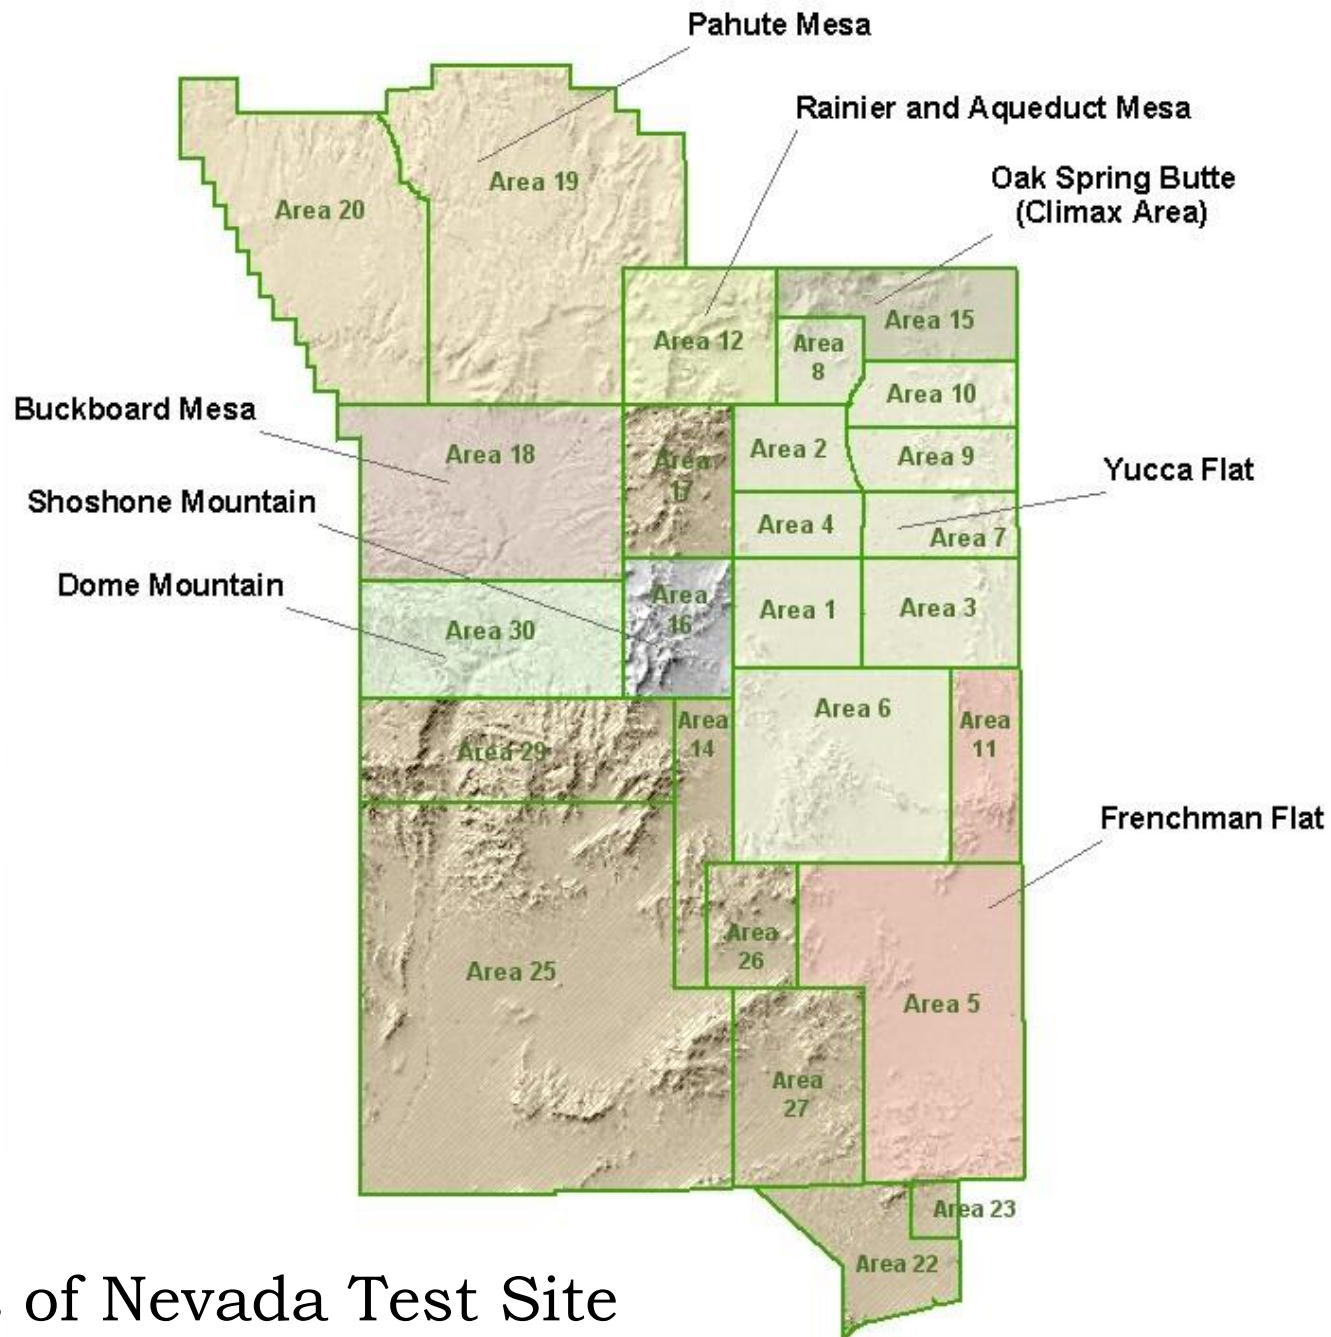 Pahute Mesa
Rainier and Aqueduct Mesa
Oak Spring Butte
(Climax Area)
Area 19
Area 20
Area 15
Area 12
Area
8
Area 10
Buckboard Mesa
Area 18
Area
17
Area 2
Area 9
Yucca Flat
Shoshone Mountain
Area 4
Area 7
Dome Mountain
Area 30
Area
16
Area 1
Area 3
Area 29
Area
14
Area 6
Area
11
Frenchman Flat
Area
26
Area 25
Area 5
Area
27
Area 23
Area 22
of Nevada Test Site